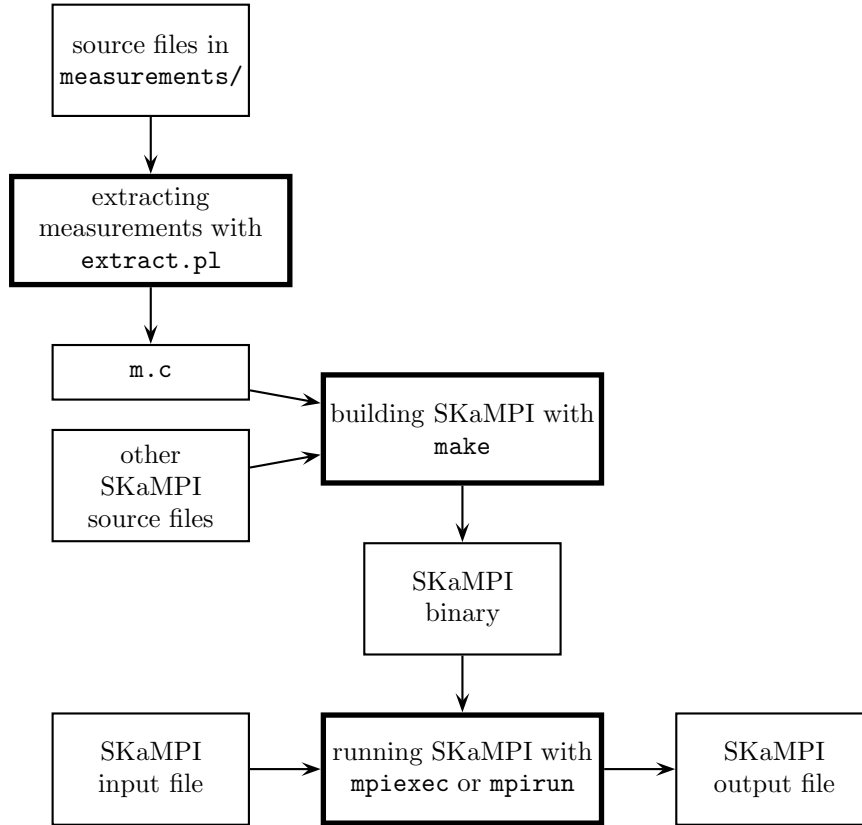 source files in
measurements/
extracting
measurements with
extract.pl
m.c
building SKaMPI with
make
other
SKaMPI
source files
SKaMPI
binary
SKaMPI
input file
running SKaMPI with
mpiexec or mpirun
SKaMPI
output file